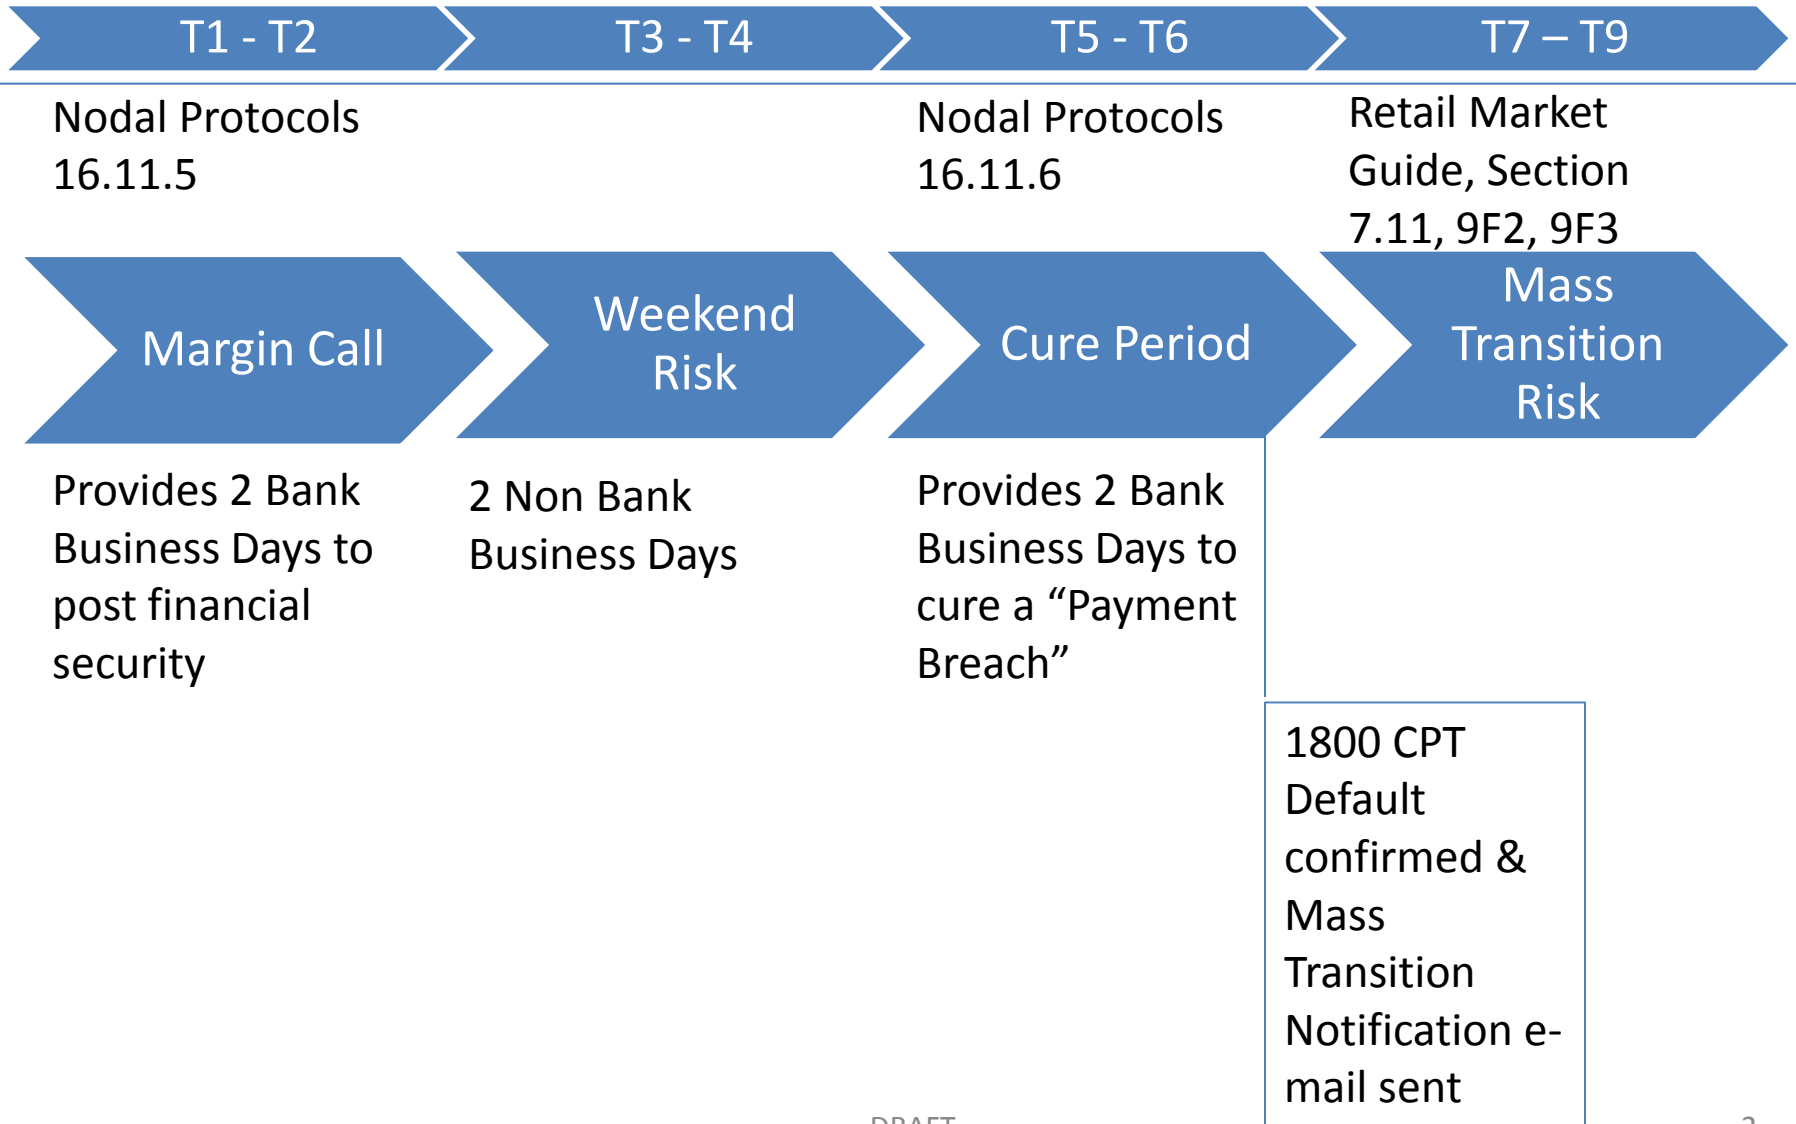 T1 - T2
T3 - T4
T5 - T6
T7 – T9
Nodal Protocols
16.11.5
Nodal Protocols
16.11.6
Retail Market
Guide, Section
7.11, 9F2, 9F3
Margin Call
Weekend
Risk
Cure Period
Mass
Transition
Risk
Provides 2 Bank
Business Days to
post financial
security
2 Non Bank
Business Days
Provides 2 Bank
Business Days to
cure a “Payment
Breach”
1800 CPT
Default
confirmed &
Mass
Transition
Notification e-
mail sent
DRAFT